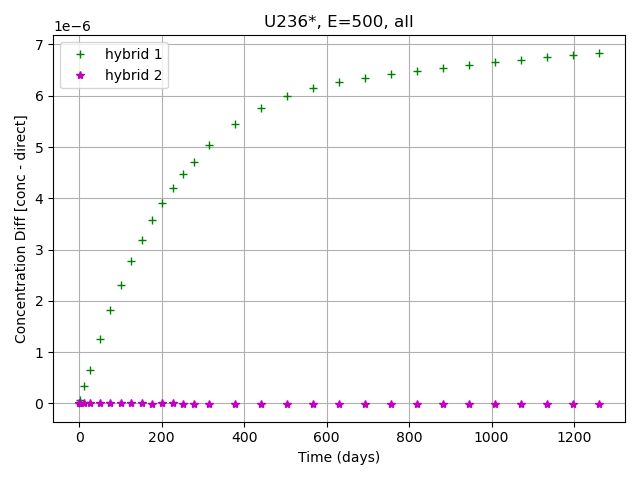 U236*, E=500, all
1e−6
hybrid 1
hybrid 2
7
6
5
4
3
2
1
0
Concentration Diff [conc - direct]
0 200 400 600 800 1000 1200
Time (days)